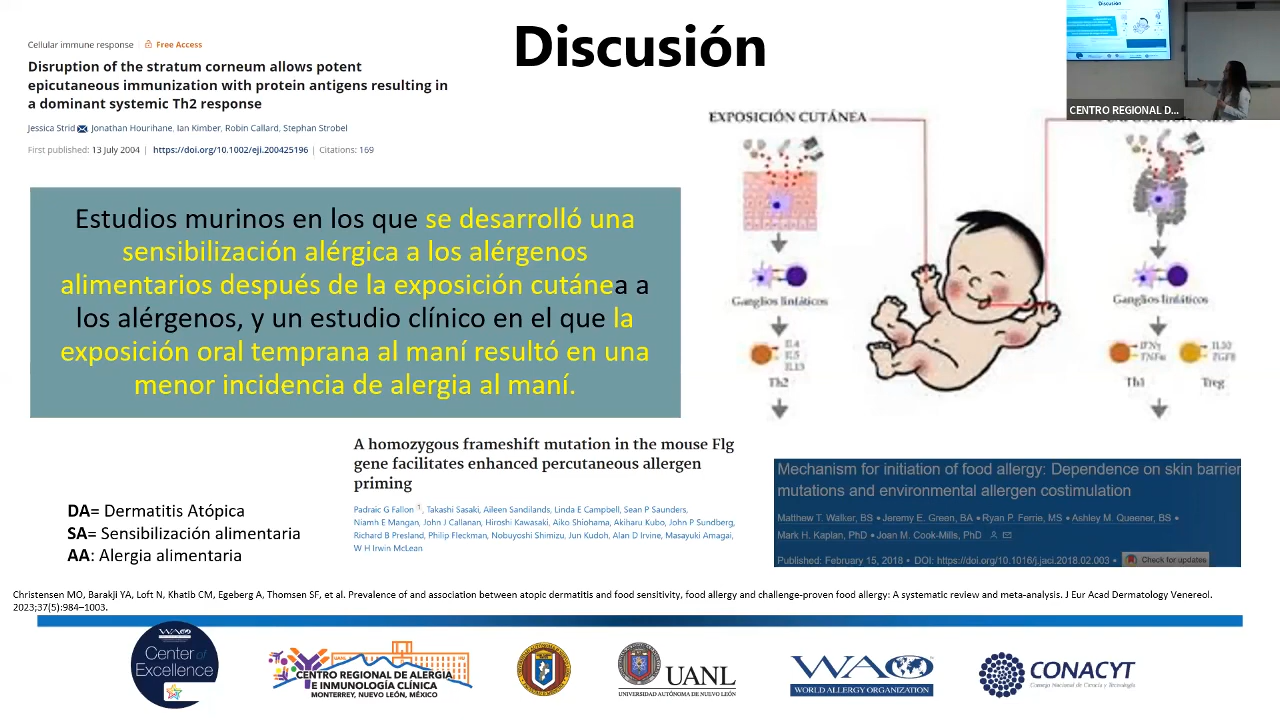 Discusión
Cellular immune response
Free Access
Disruption of the stratum corneum allows potent
epicutaneous immunization with protein antigens resulting in
a dominant systemic Th2 response
Jessica Strid Jonathan Hourihane, Ian Kimber, Robin Callard, Stephan Strobel
First published: 13 July 2004 | https://doi.org/10.1002/eji.200425196 | Citations: 169
CENTRO REGIONAL D...
Estudios murinos en los que se desarrolló una
sensibilización alérgica a los alérgenos
alimentarios después de la exposición cutánea a
los alérgenos, y un estudio clínico en el que la
exposición oral temprana al maní resultó en una
menor incidencia de alergia al maní.
EXPOSICIÓN CUTÁNEA
Ganglios linfáticos
IL4
IL5
IL13
Th2
Ganglios linfáticos
IFNγ
TNFα
IL10
TGFβ
Th1
Treg
A homozygous frameshift mutation in the mouse Flg
gene facilitates enhanced percutaneous allergen
priming
Padraic G Fallon 1, Takashi Sasaki, Aileen Sandilands, Linda E Campbell, Sean P Saunders,
Niamh E Mangan, John J Callanan, Hiroshi Kawasaki, Aiko Shiohama, Akiharu Kubo, John P Sundberg,
Richard B Presland, Philip Fleckman, Nobuyoshi Shimizu, Jun Kudoh, Alan D Irvine, Masayuki Amagai,
W H Irwin McLean
Mechanism for initiation of food allergy: Dependence on skin barrier
mutations and environmental allergen costimulation
Matthew T. Walker, BS • Jeremy E. Green, BA • Ryan P. Ferrie, MS • Ashley M. Queener, BS •
Mark H. Kaplan, PhD • Joan M. Cook-Mills, PhD
Published: February 15, 2018 • DOI: https://doi.org/10.1016/j.jaci.2018.02.003 •
Check for updates
DA= Dermatitis Atópica
SA= Sensibilización alimentaria
AA: Alergia alimentaria
Christensen MO, Barakji YA, Loft N, Khatib CM, Egeberg A, Thomsen SF, et al. Prevalence of and association between atopic dermatitis and food sensitivity, food allergy and challenge-proven food allergy: A systematic review and meta-analysis. J Eur Acad Dermatology Venereol.
2023;37(5):984–1003.
WAO
Center of
Excellence
CENTRO REGIONAL DE ALERGIA
E INMUNOLOGÍA CLÍNICA
MONTERREY, NUEVO LEÓN, MÉXICO
UANL
UNIVERSIDAD AUTÓNOMA DE NUEVO LEÓN
WAO
WORLD ALLERGY ORGANIZATION
CONACYT
Consejo Nacional de Ciencia y Tecnología